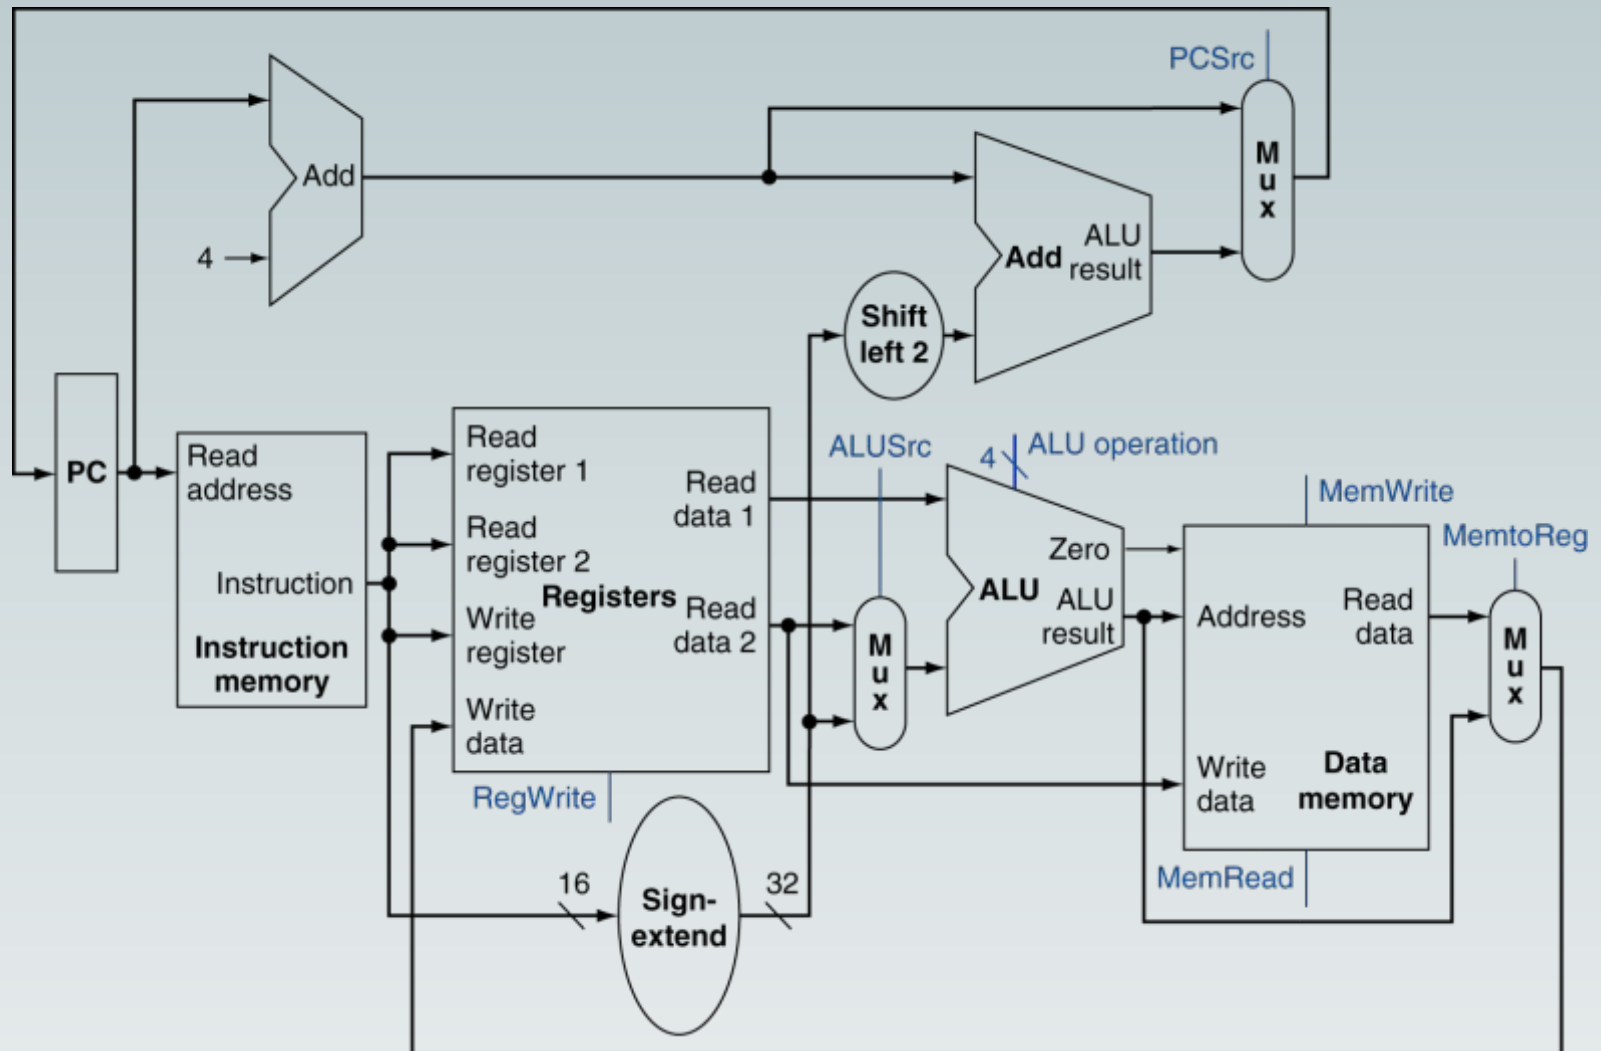 PCSrc
Add
4
M
u
x
Add
ALU
result
Shift
left 2
PC
Read
address
Instruction
Instruction
memory
Read
register 1
Read
register 2
Write
register
Write
data
Registers
Read
data 1
Read
data 2
RegWrite
16
Sign-
extend
32
ALUSrc
M
u
x
4
ALU operation
Zero
ALU
ALU
result
MemWrite
Address
Read
data
Write
data
Data
memory
MemRead
MemtoReg
M
u
x